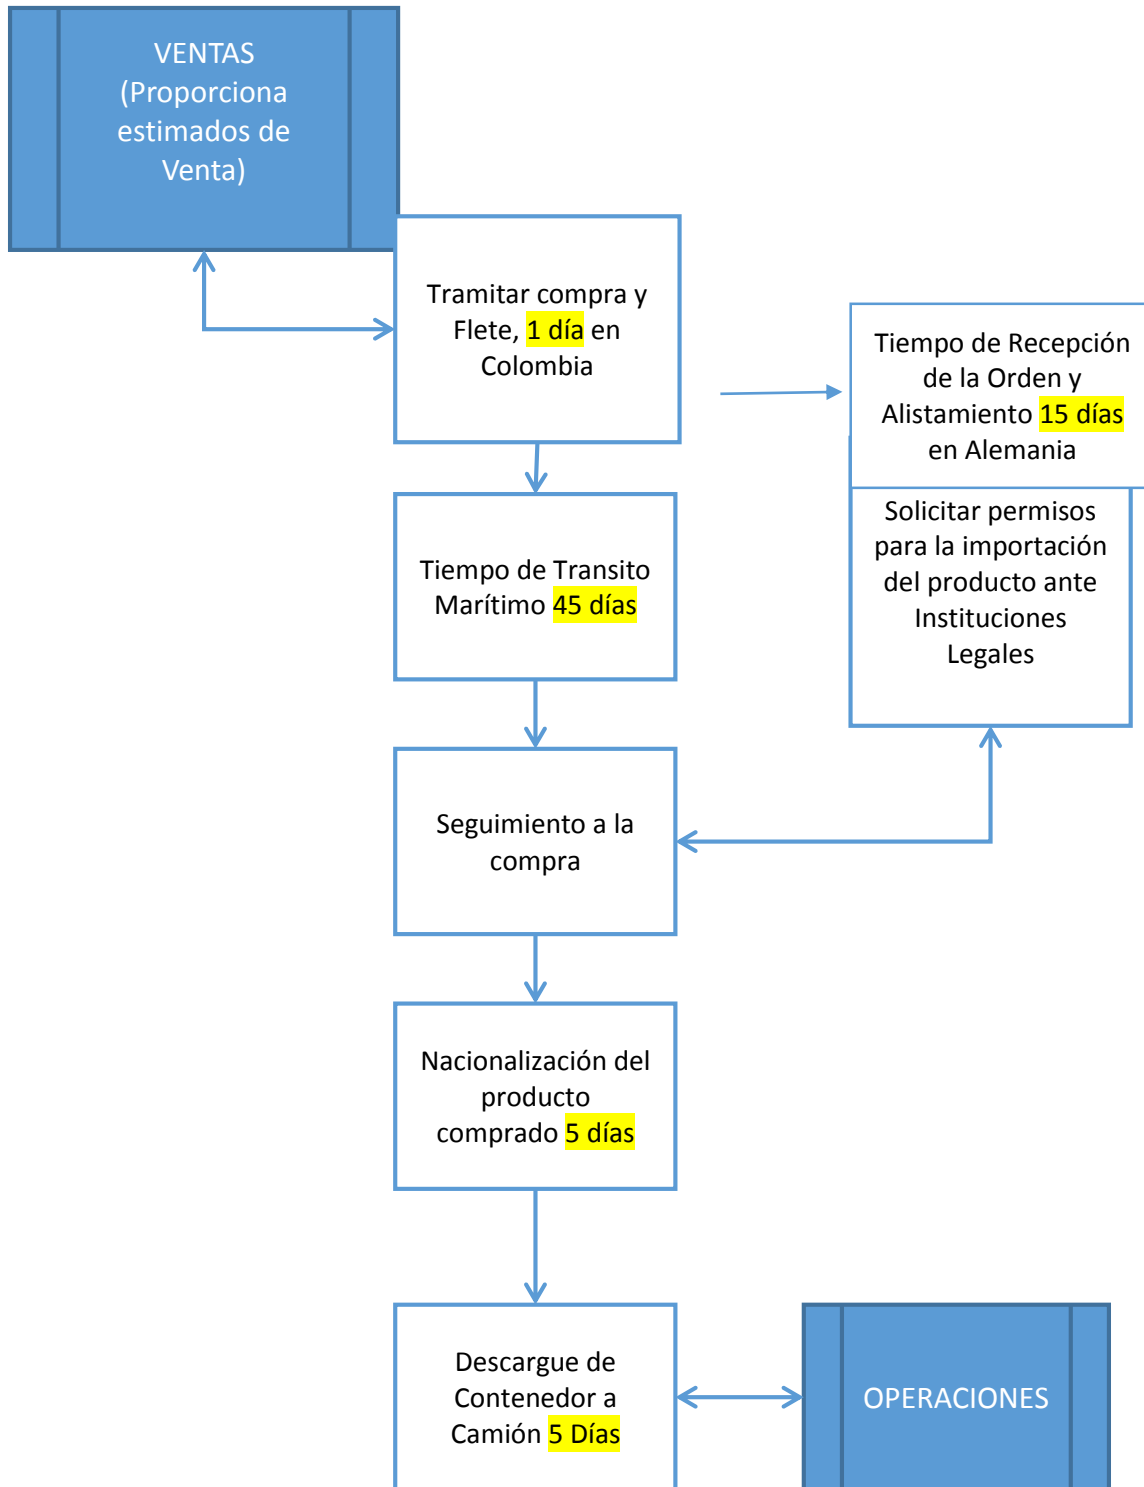 VENTAS
(Proporciona
estimados de
Venta)
Tramitar compra y
Flete, 1 día en
Colombia
Tiempo de Recepción
de la Orden y
Alistamiento 15 días
en Alemania
Solicitar permisos
para la importación
del producto ante
Instituciones
Legales
Tiempo de Transito
Marítimo 45 días
Seguimiento a la
compra
Nacionalización del
producto
comprado 5 días
Descargue de
Contenedor a
Camión 5 Días
OPERACIONES